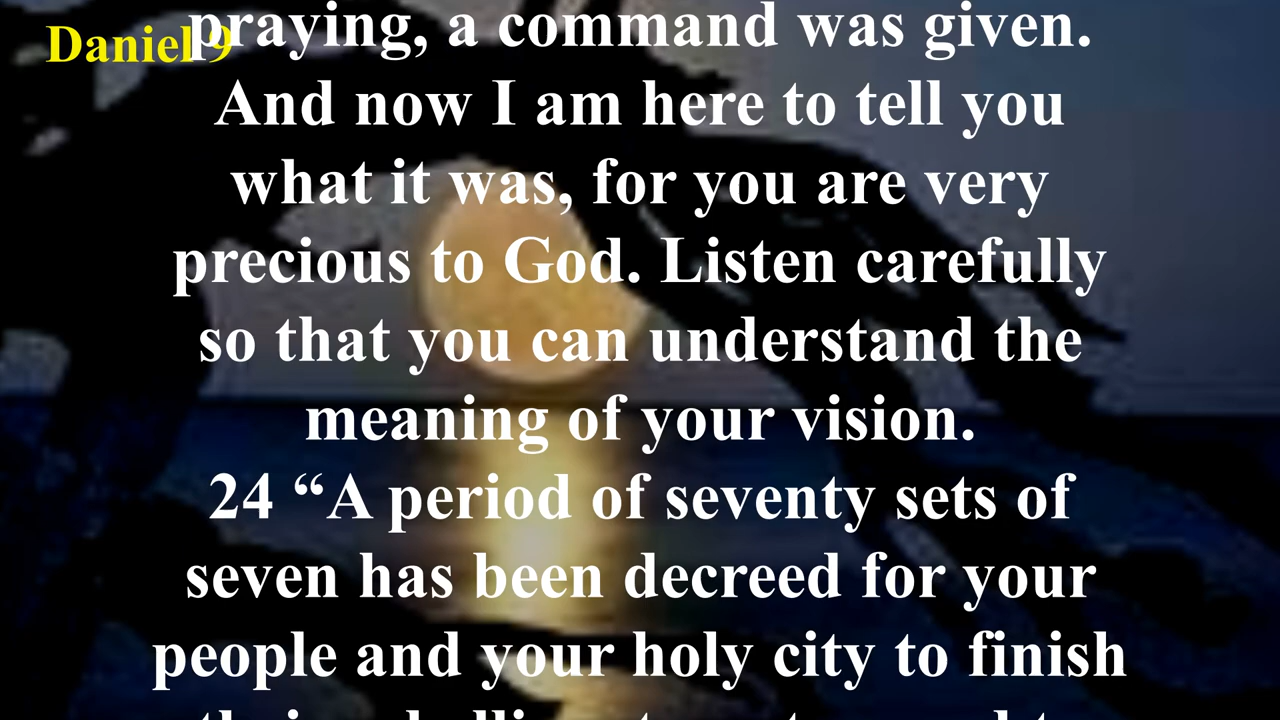 Daniel 9
praying, a command was given.
And now I am here to tell you
what it was, for you are very
precious to God. Listen carefully
so that you can understand the
meaning of your vision.
24 “A period of seventy sets of
seven has been decreed for your
people and your holy city to finish